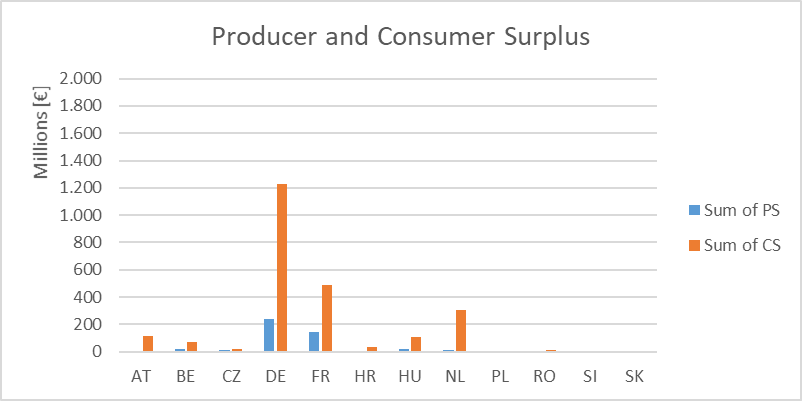 Producer and Consumer Surplus
Millions [€]
2.000
1.800
1.600
1.400
1.200
1.000
800
600
400
200
0
AT BE CZ DE FR HR HU NL PL RO SI SK
Sum of PS
Sum of CS